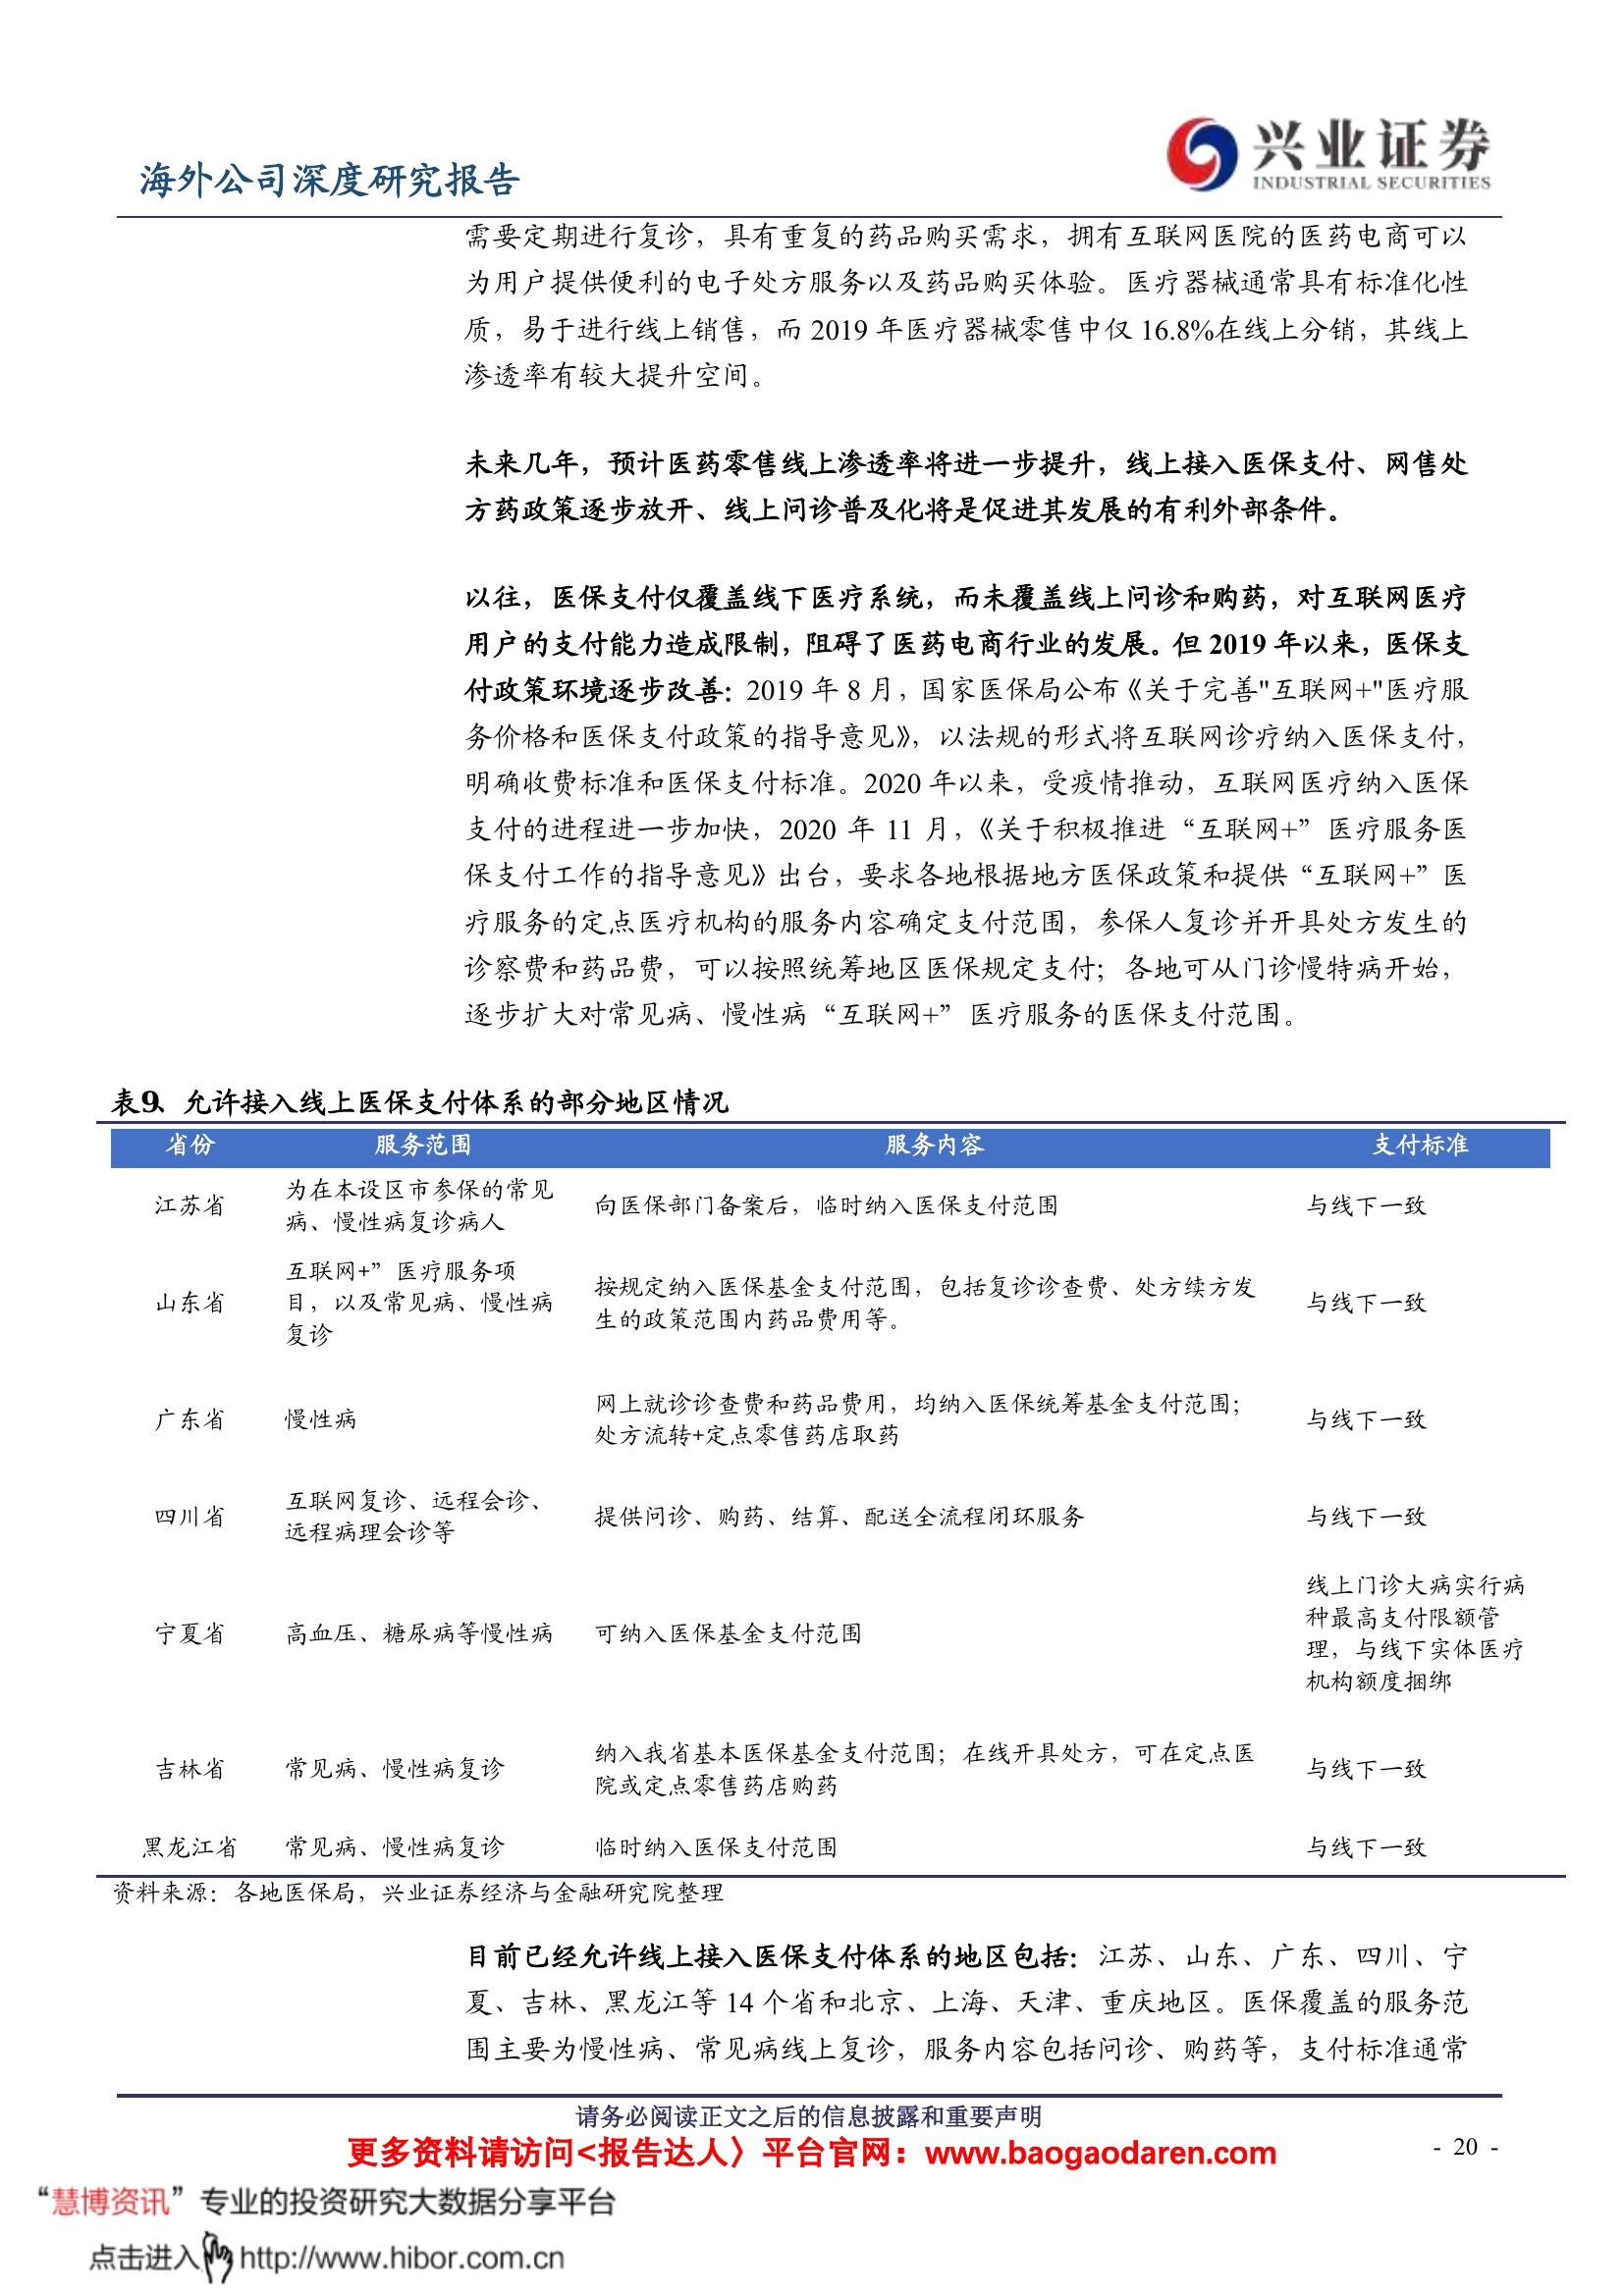 海外公司深度研究报告
兴业证券
INDUSTRIAL SECURITIES
需要定期进行复诊，具有重复的药品购买需求，拥有互联网医院的医药电商可以
为用户提供便利的电子处方服务以及药品购买体验。医疗器械通常具有标准化性
质，易于进行线上销售，而 2019 年医疗器械零售中仅 16.8%在线上分销，其线上
渗透率有较大提升空间。
未来几年，预计医药零售线上渗透率将进一步提升，线上接入医保支付、网售处
方药政策逐步放开、线上问诊普及化将是促进其发展的有利外部条件。
以往，医保支付仅覆盖线下医疗系统，而未覆盖线上问诊和购药，对互联网医疗
用户的支付能力造成限制，阻碍了医药电商行业的发展。但 2019 年以来，医保支
付政策环境逐步改善：2019 年 8 月，国家医保局公布《关于完善"互联网+"医疗服
务价格和医保支付政策的指导意见》，以法规的形式将互联网诊疗纳入医保支付，
明确收费标准和医保支付标准。2020 年以来，受疫情推动，互联网医疗纳入医保
支付的进程进一步加快，2020 年 11 月，《关于积极推进“互联网+”医疗服务医
保支付工作的指导意见》出台，要求各地根据地方医保政策和提供“互联网+”医
疗服务的定点医疗机构的服务内容确定支付范围，参保人复诊并开具处方发生的
诊察费和药品费，可以按照统筹地区医保规定支付；各地可从门诊慢特病开始，
逐步扩大对常见病、慢性病“互联网+”医疗服务的医保支付范围。
表9、允许接入线上医保支付体系的部分地区情况
省份 服务范围 服务内容 支付标准
江苏省 为在本设区市参保的常见 向医保部门备案后，临时纳入医保支付范围 与线下一致
病、慢性病复诊病人
互联网+”医疗服务项
山东省 目，以及常见病、慢性病 按规定纳入医保基金支付范围，包括复诊诊查费、处方续方发 与线下一致
复诊 生的政策范围内药品费用等。
广东省 慢性病 网上就诊诊查费和药品费用，均纳入医保统筹基金支付范围； 与线下一致
处方流转+定点零售药店取药
四川省 互联网复诊、远程会诊、 提供问诊、购药、结算、配送全流程闭环服务 与线下一致
远程病理会诊等
宁夏省 高血压、糖尿病等慢性病 可纳入医保基金支付范围 线上门诊大病实行病
种最高支付限额管
理，与线下实体医疗
机构额度捆绑
吉林省 常见病、慢性病复诊 纳入我省基本医保基金支付范围；在线开具处方，可在定点医 与线下一致
院或定点零售药店购药
黑龙江省 常见病、慢性病复诊 临时纳入医保支付范围 与线下一致
资料来源：各地医保局，兴业证券经济与金融研究院整理
目前已经允许线上接入医保支付体系的地区包括：江苏、山东、广东、四川、宁
夏、吉林、黑龙江等 14 个省和北京、上海、天津、重庆地区。医保覆盖的服务范
围主要为慢性病、常见病线上复诊，服务内容包括问诊、购药等，支付标准通常
请务必阅读正文之后的信息披露和重要声明
更多资料请访问<报告达人〉平台官网：www.baogaodaren.com
- 20 -
“慧博资讯”专业的投资研究大数据分享平台
点击进入 http://www.hibor.com.cn